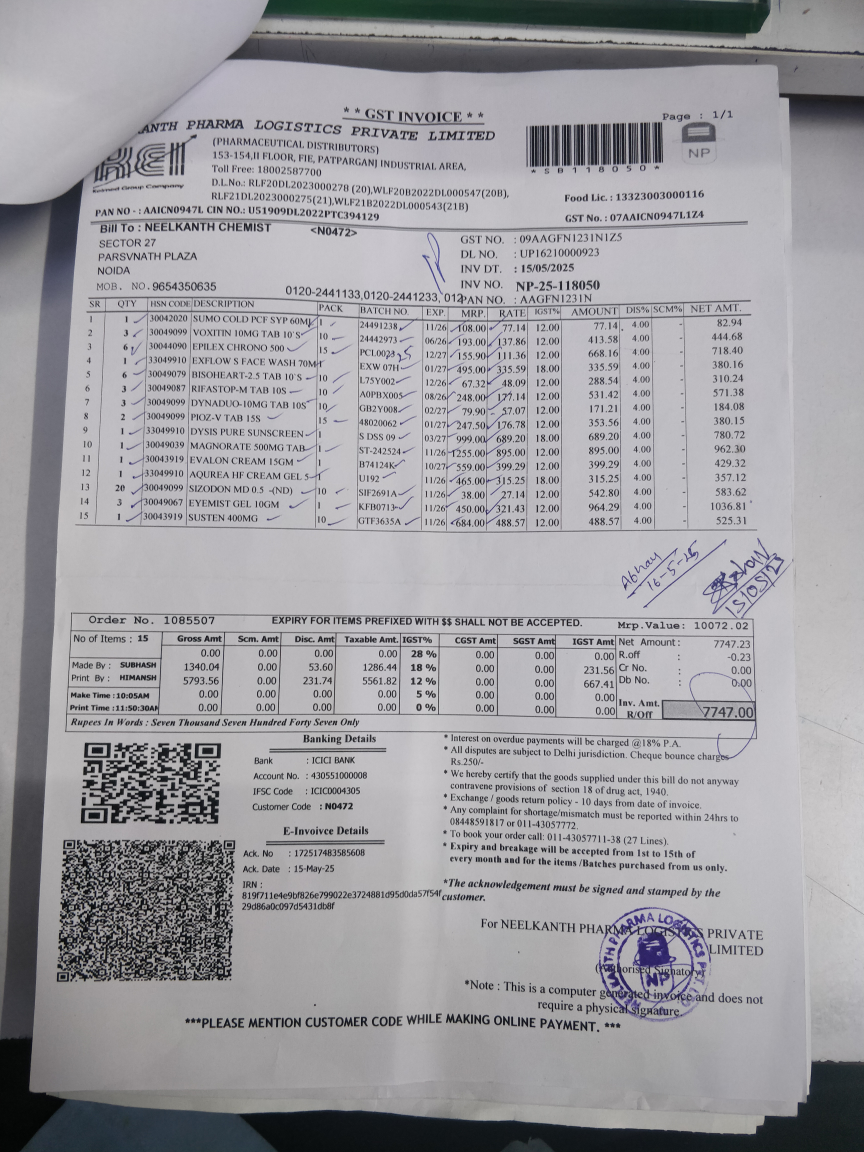 * * GST INVOICE * *
Page : 1/1
ANTH PHARMA LOGISTICS PRIVATE LIMITED
(PHARMACEUTICAL DISTRIBUTORS)
153-154,II FLOOR, FIE, PATPARGANJ INDUSTRIAL AREA,
Toll Free: 18002587700
D.L.No.: RLF20DL2023000278 (20),WLF20B2022DL000547(20B),
RLF21DL2023000275(21),WLF21B2022DL000543(21B)
*SB118050*
NP
Food Lic. : 13323003000116
PAN NO - : AAICN0947L CIN NO.: U51909DL2022PTC394129
GST No. : 07AAICN0947L1Z4
Bill To : NEELKANTH CHEMIST <N0472>
SECTOR 27
PARSVNATH PLAZA
NOIDA
MOB. NO.9654350635
0120-2441133,0120-2441233, 012
GST NO. : 09AAGFN1231N1Z5
DL NO. : UP16210000923
INV DT. : 15/05/2025
INV NO. NP-25-118050
PAN NO. : AAGFN1231N
SR QTY HSN CODE DESCRIPTION PACK BATCH NO. EXP. MRP. RATE IGST% AMOUNT DIS% SCM% NET AMT.
1 1 30042020 SUMO COLD PCF SYP 60ML 1 24491238 11/26 108.00 77.14 12.00 77.14 4.00 - 82.94
2 3 30049099 VOXITIN 10MG TAB 10`S 10 24442973 06/26 193.00 137.86 12.00 413.58 4.00 - 444.68
3 6 30044090 EPILEX CHRONO 500 15 PCL0023 12/27 155.90 111.36 12.00 668.16 4.00 - 718.40
4 1 33049910 EXFLOW S FACE WASH 70M 1 EXW 07H 01/27 495.00 335.59 18.00 335.59 4.00 - 380.16
5 6 30049079 BISOHEART-2.5 TAB 10`S 10 L75Y002 12/26 67.32 48.09 12.00 288.54 4.00 - 310.24
6 3 30049087 RIFASTOP-M TAB 10S 10 A0PBX005 08/26 248.00 177.14 12.00 531.42 4.00 - 571.38
7 3 30049099 DYNADUO-10MG TAB 10S 10 GB2Y008 02/27 79.90 57.07 12.00 171.21 4.00 - 184.08
8 2 30049099 PIOZ-V TAB 15S 15 48020062 01/27 247.50 176.78 12.00 353.56 4.00 - 380.15
9 1 33049910 DYSIS PURE SUNSCREEN 1 S DSS 09 03/27 999.00 689.20 18.00 689.20 4.00 - 780.72
10 1 30049039 MAGNORATE 500MG TAB 1 ST-242524 11/26 1255.00 895.00 12.00 895.00 4.00 - 962.30
11 1 30043919 EVALON CREAM 15GM 1 B74124K 10/27 559.00 399.29 12.00 399.29 4.00 - 429.32
12 1 33049910 AQUREA HF CREAM GEL 5 1 U192 11/26 465.00 315.25 18.00 315.25 4.00 - 357.12
13 20 30049099 SIZODON MD 0.5 -(ND) 10 SIF2691A 11/26 38.00 27.14 12.00 542.80 4.00 - 583.62
14 3 30049067 EYEMIST GEL 10GM 1 KFB0713 11/26 450.00 321.43 12.00 964.29 4.00 - 1036.81
15 1 30043919 SUSTEN 400MG 10 GTF3635A 11/26 684.00 488.57 12.00 488.57 4.00 - 525.31
Abhay
16-5-25
Order No. 1085507 EXPIRY FOR ITEMS PREFIXED WITH $$ SHALL NOT BE ACCEPTED. Mrp.Value: 10072.02
No of Items : 15 Gross Amt Scm. Amt Disc. Amt Taxable Amt. IGST% CGST Amt SGST Amt IGST Amt Net Amount : 7747.23
0.00 0.00 0.00 0.00 28 % 0.00 0.00 0.00 R.off : -0.23
Made By : SUBHASH 1340.04 0.00 53.60 1286.44 18 % 0.00 0.00 231.56 Cr No. : 0.00
Print By : HIMANSH 5793.56 0.00 231.74 5561.82 12 % 0.00 0.00 667.41 Db No. : 0.00
Make Time :10:05AM 0.00 0.00 0.00 0.00 5 % 0.00 0.00 0.00
Print Time :11:50:30AM 0.00 0.00 0.00 0.00 0 % 0.00 0.00 0.00 Inv. Amt. R/Off 7747.00
Rupees In Words : Seven Thousand Seven Hundred Forty Seven Only
Banking Details
Bank : ICICI BANK
Account No. : 430551000008
IFSC Code : ICIC0004305
Customer Code : N0472
E-Invoivce Details
Ack. No : 172517483585608
Ack. Date : 15-May-25
IRN :
819f711e4e9bf826e799022e3724881d95d0da57f54f
29d86a0c097d5431db8f
* Interest on overdue payments will be charged @18% P.A.
* All disputes are subject to Delhi jurisdiction. Cheque bounce charges
Rs.250/-
* We hereby certify that the goods supplied under this bill do not anyway
contravene provisions of section 18 of drug act, 1940.
* Exchange / goods return policy - 10 days from date of invoice.
* Any complaint for shortage/mismatch must be reported within 24hrs to
08448591817 or 011-43057772.
* To book your order call: 011-43057711-38 (27 Lines).
* Expiry and breakage will be accepted from 1st to 15th of
every month and for the items /Batches purchased from us only.
*The acknowledgement must be signed and stamped by the
customer.
For NEELKANTH PHARMA LOGISTICS PRIVATE
LIMITED
(Authorised Signatory)
*Note : This is a computer generated invoice and does not
require a physical signature.
***PLEASE MENTION CUSTOMER CODE WHILE MAKING ONLINE PAYMENT. ***